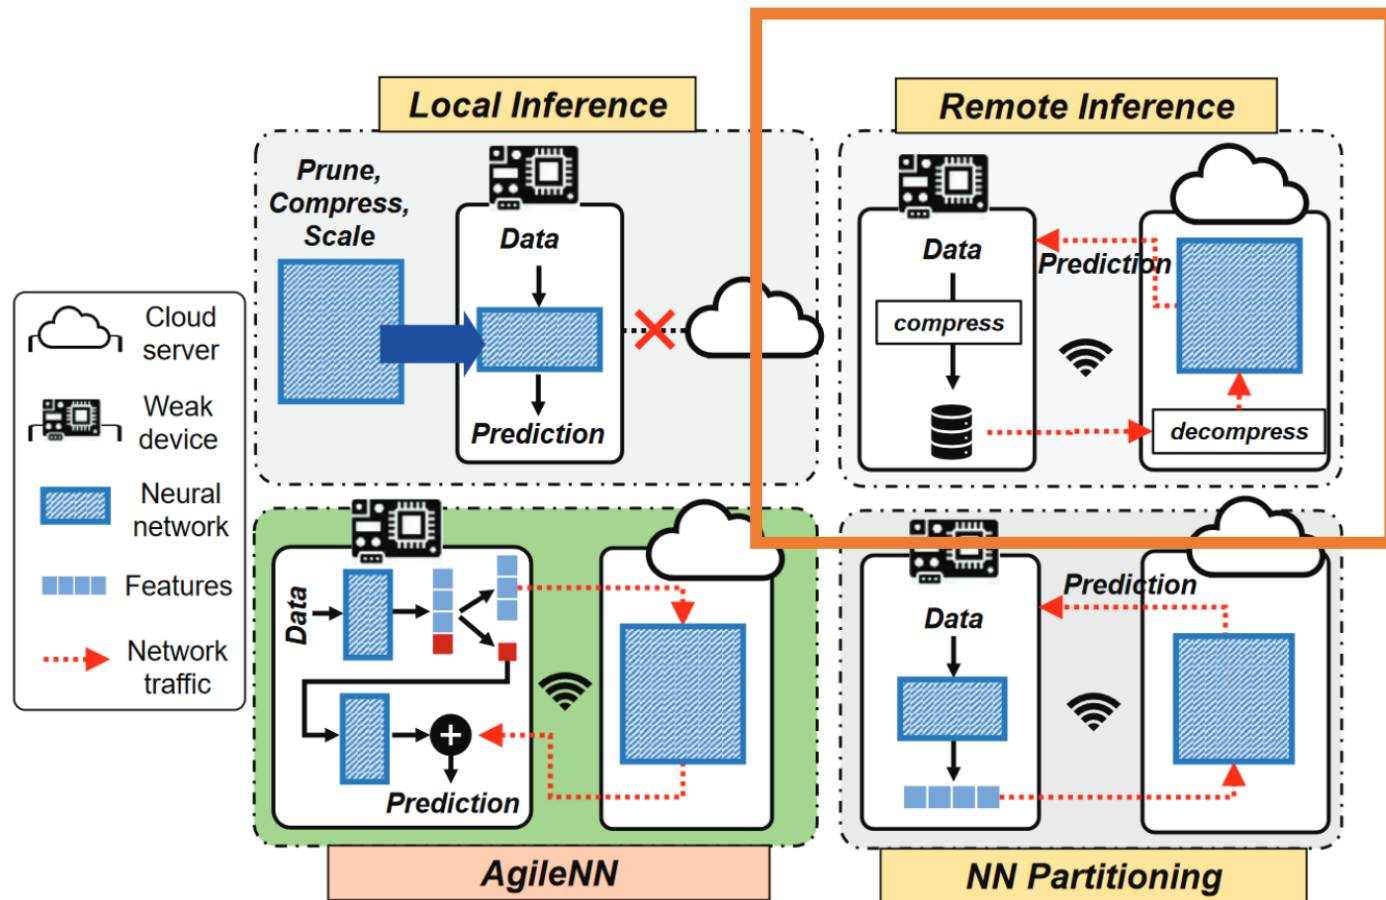 Local Inference
Remote Inference
Prune,
Compress,
Scale
Data
Prediction
Data
compress
Prediction
decompress
Cloud
server
Weak
device
Neural
network
Features
Network
traffic
Data
Prediction
AgileNN
Prediction
Data
NN Partitioning